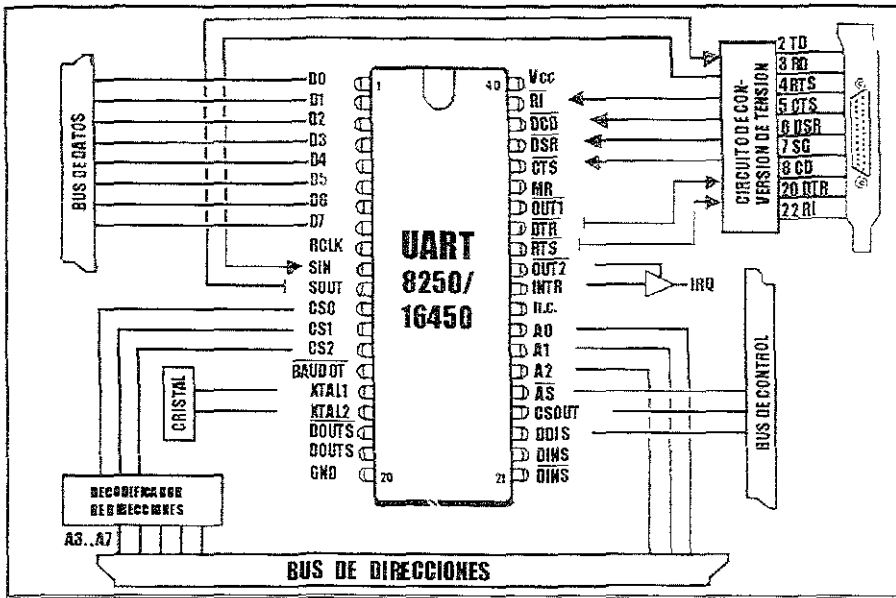 BUS DE DATOS
D0
D1
D2
D3
D4
D5
D6
D7
RCLK
SIN
SOUT
CS0
CS1
CS2
BAUDOT
XTAL1
XTAL2
DOUTS
DOUTS
GND
CRISTAL
DECODIFICADOR
DE DIRECCIONES
A3..A7
1
40
20
21
UART
8250/
16450
Vcc
RI
DCD
DSR
CTS
MR
OUT1
DTR
RTS
OUT2
INTR
n.c.
A0
A1
A2
AS
CSOUT
DDIS
DINS
DINS
IRQ
CIRCUITO DE CON-
VERSION DE TENSION
2 TD
3 RD
4 RTS
5 CTS
6 DSR
7 SG
8 CD
20 DTR
22 RI
BUS DE CONTROL
BUS DE DIRECCIONES